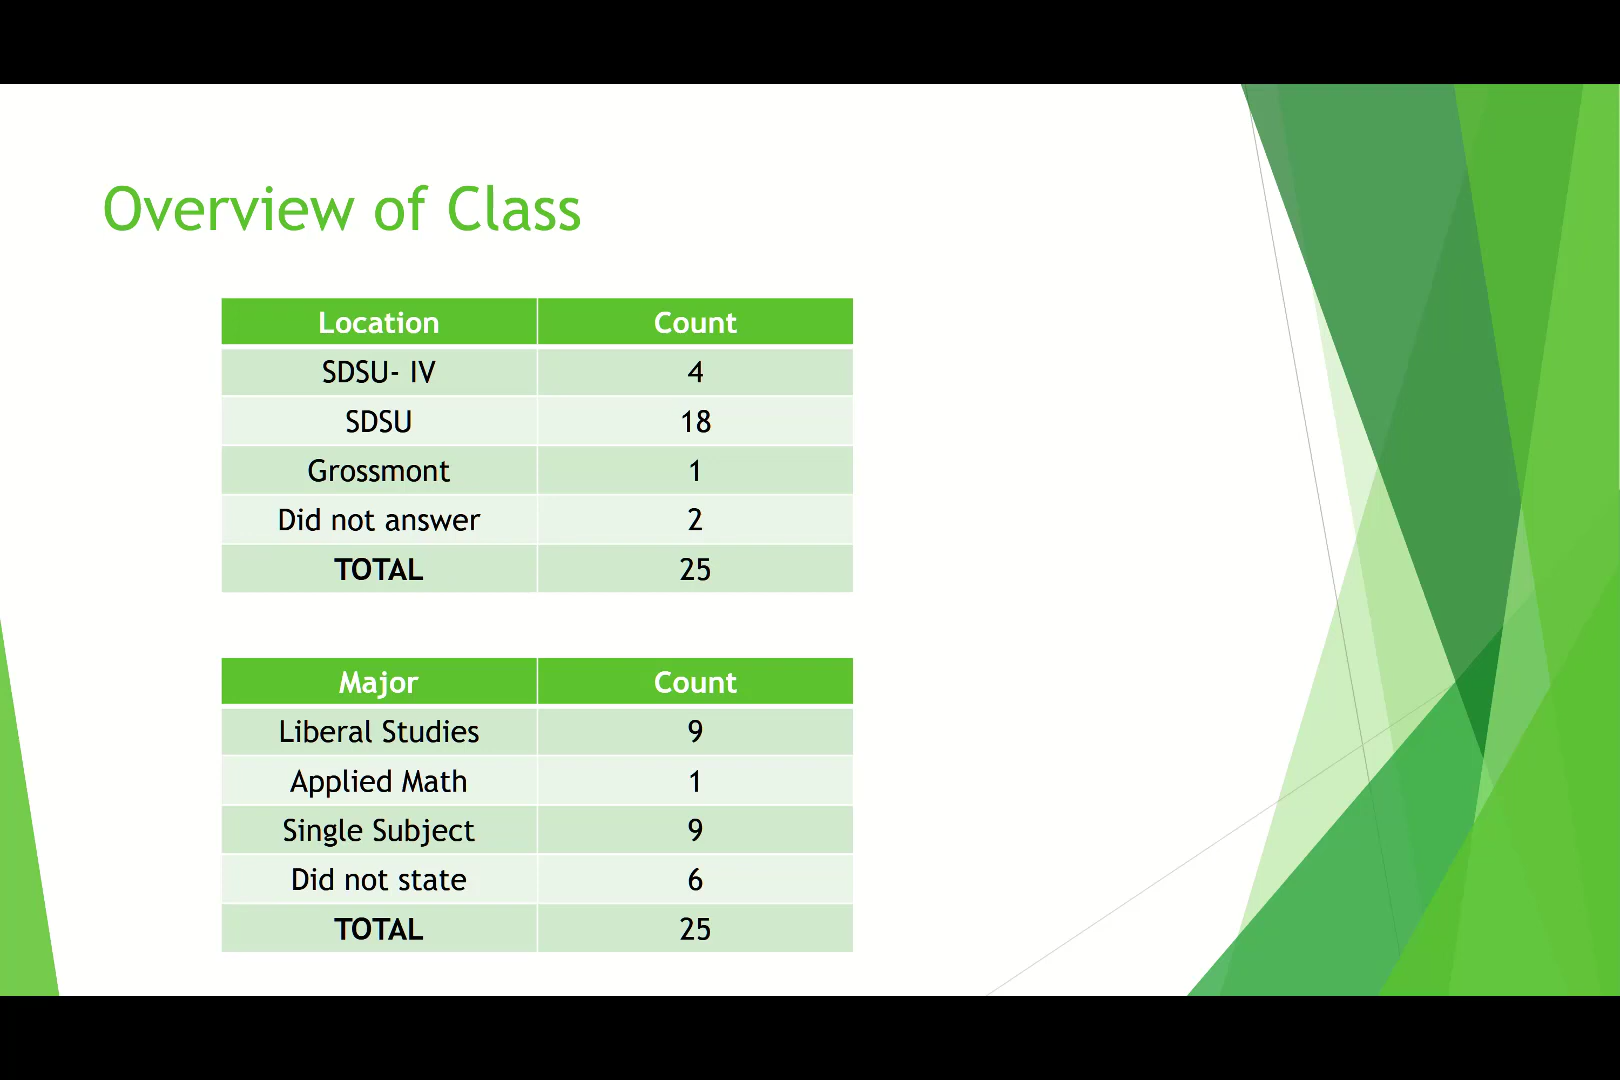 Overview of Class
Location Count
SDSU- IV 4
SDSU 18
Grossmont 1
Did not answer 2
TOTAL 25
Major Count
Liberal Studies 9
Applied Math 1
Single Subject 9
Did not state 6
TOTAL 25